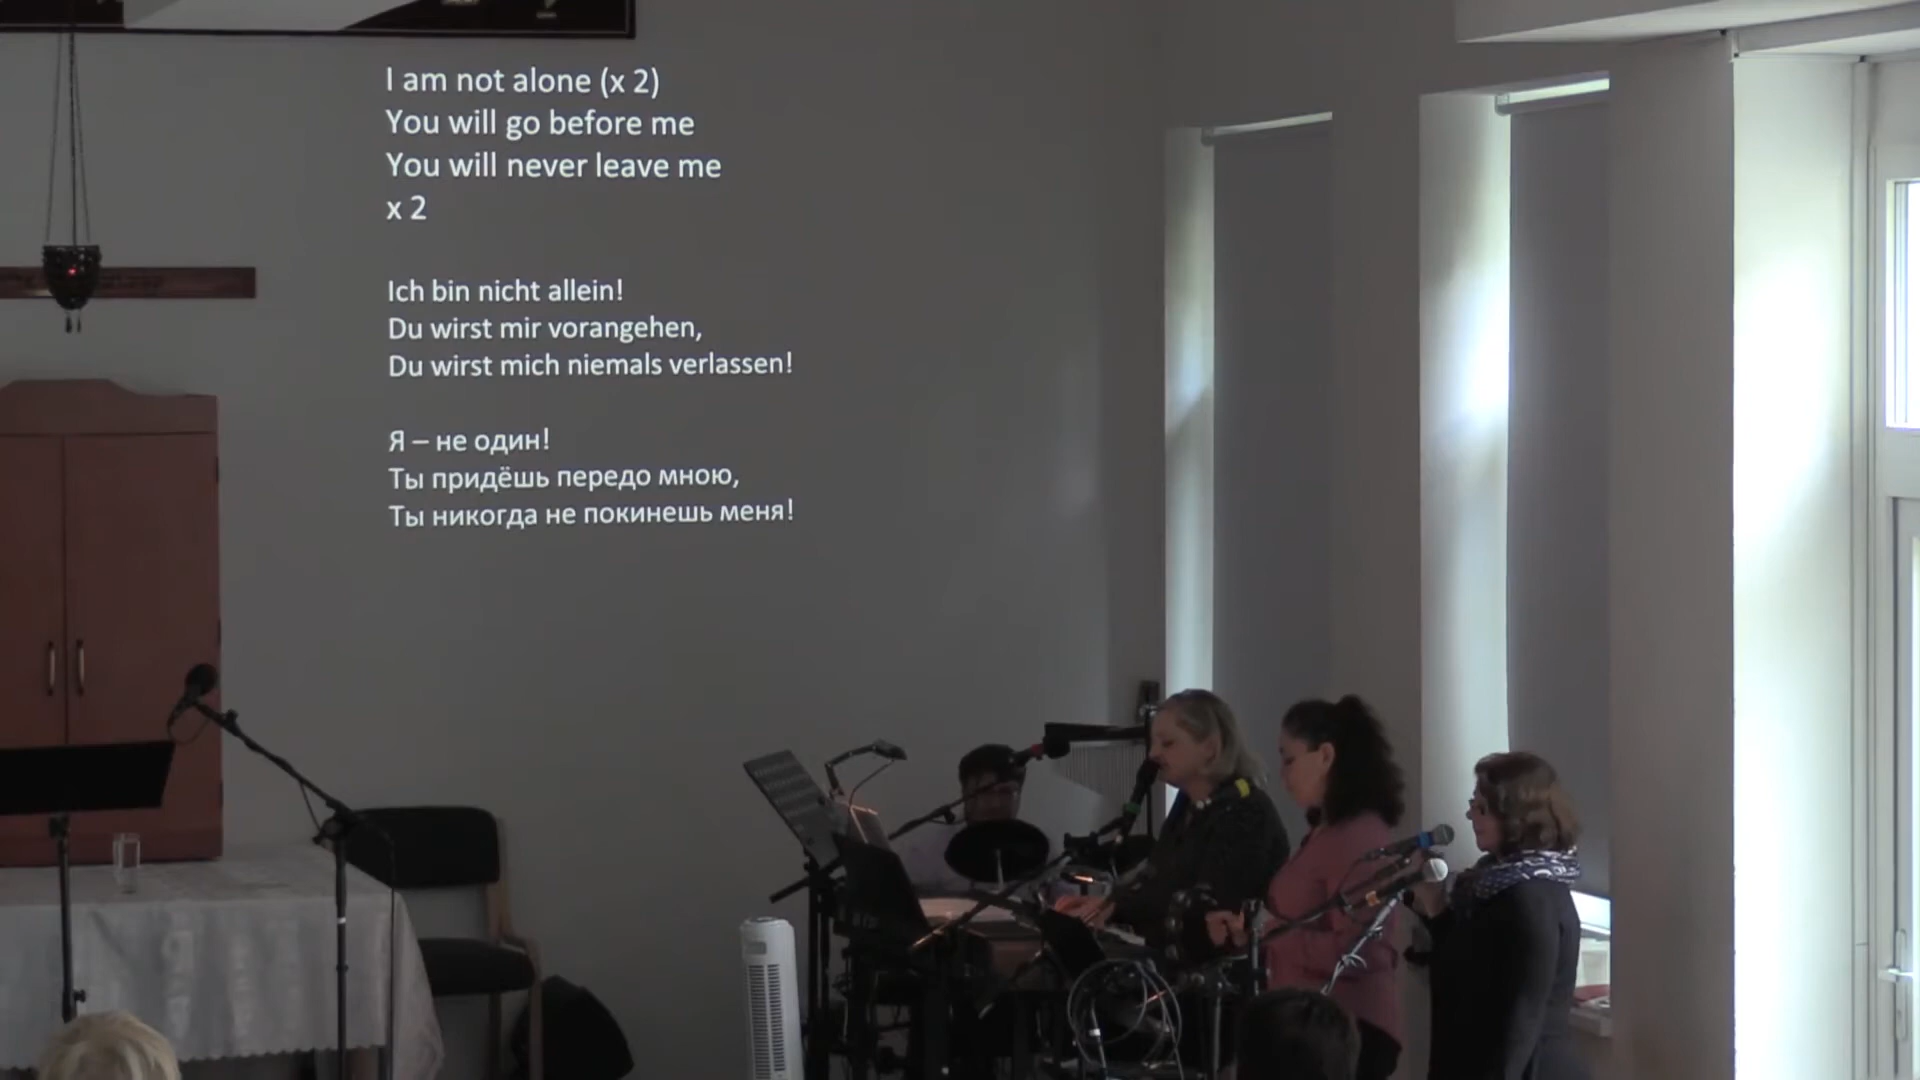 I am not alone (x 2)
You will go before me
You will never leave me
x 2
Ich bin nicht allein!
Du wirst mir vorangehen,
Du wirst mich niemals verlassen!
Я – не один!
Ты придёшь передо мною,
Ты никогда не покинешь меня!